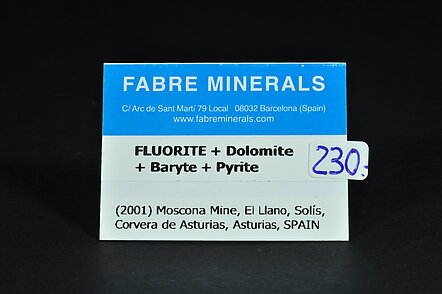 FABRE MINERALS
C/ Arc de Sant Martí 79 Local 08032 Barcelona (Spain)
www.fabreminerals.com
FLUORITE + Dolomite
+ Baryte + Pyrite
230.-
(2001) Moscona Mine, El Llano, Solís,
Corvera de Asturias, Asturias, SPAIN